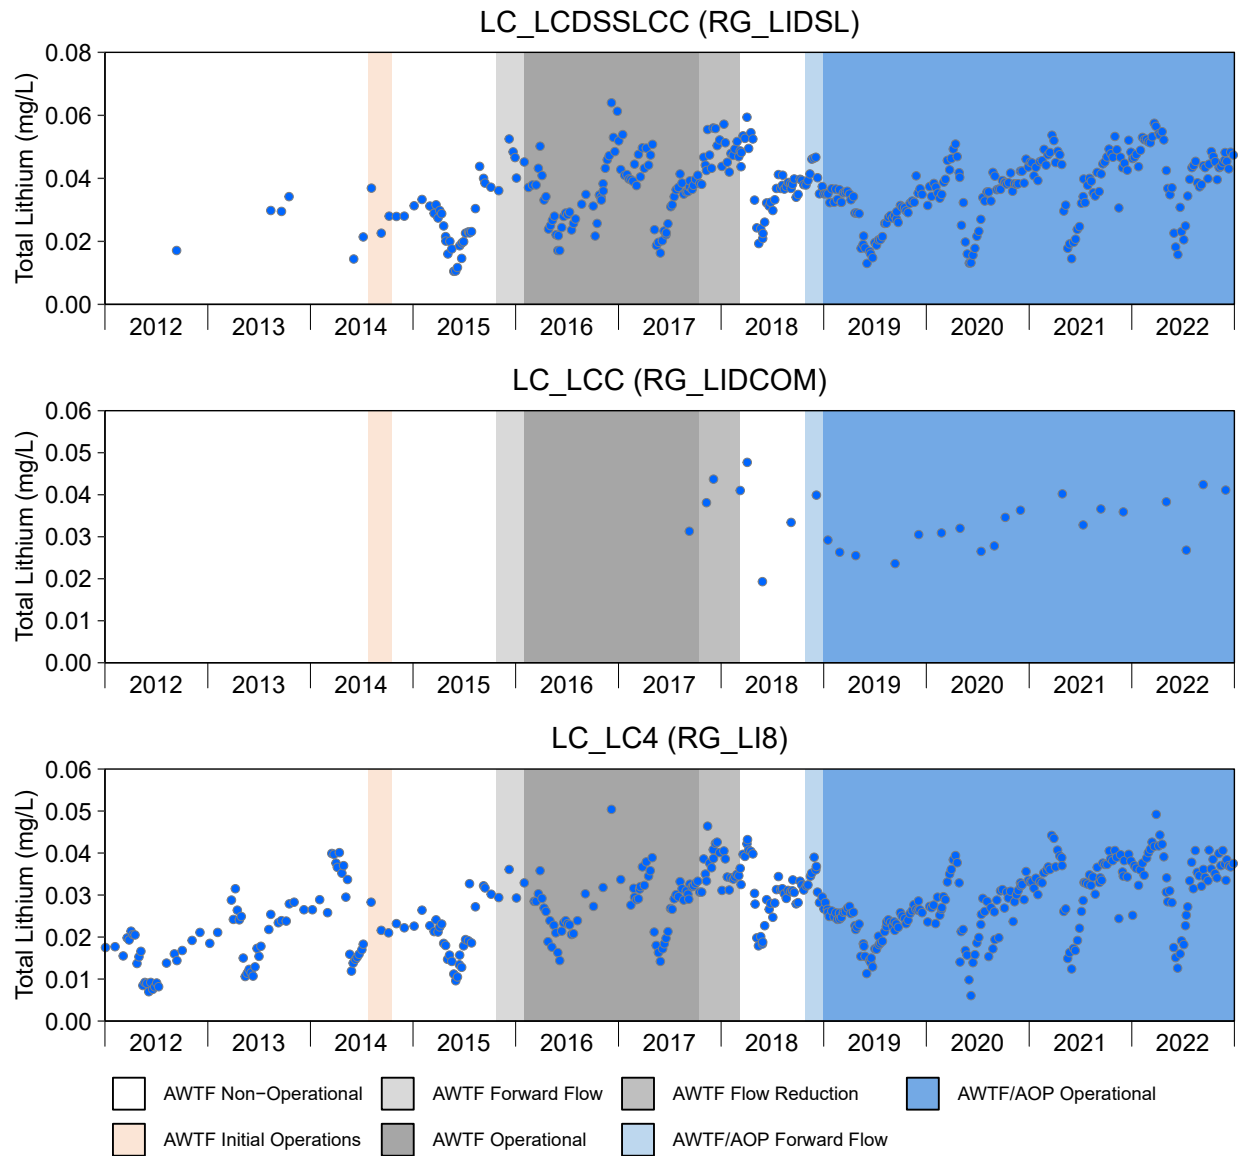 LC_LCDSSLCC (RG_LIDSL)
Total Lithium (mg/L)
0.08
0.06
0.04
0.02
0.00
2012 2013 2014 2015 2016 2017 2018 2019 2020 2021 2022
LC_LCC (RG_LIDCOM)
Total Lithium (mg/L)
0.06
0.05
0.04
0.03
0.02
0.01
0.00
2012 2013 2014 2015 2016 2017 2018 2019 2020 2021 2022
LC_LC4 (RG_LI8)
Total Lithium (mg/L)
0.06
0.05
0.04
0.03
0.02
0.01
0.00
2012 2013 2014 2015 2016 2017 2018 2019 2020 2021 2022
AWTF Non−Operational AWTF Forward Flow AWTF Flow Reduction AWTF/AOP Operational
AWTF Initial Operations AWTF Operational AWTF/AOP Forward Flow